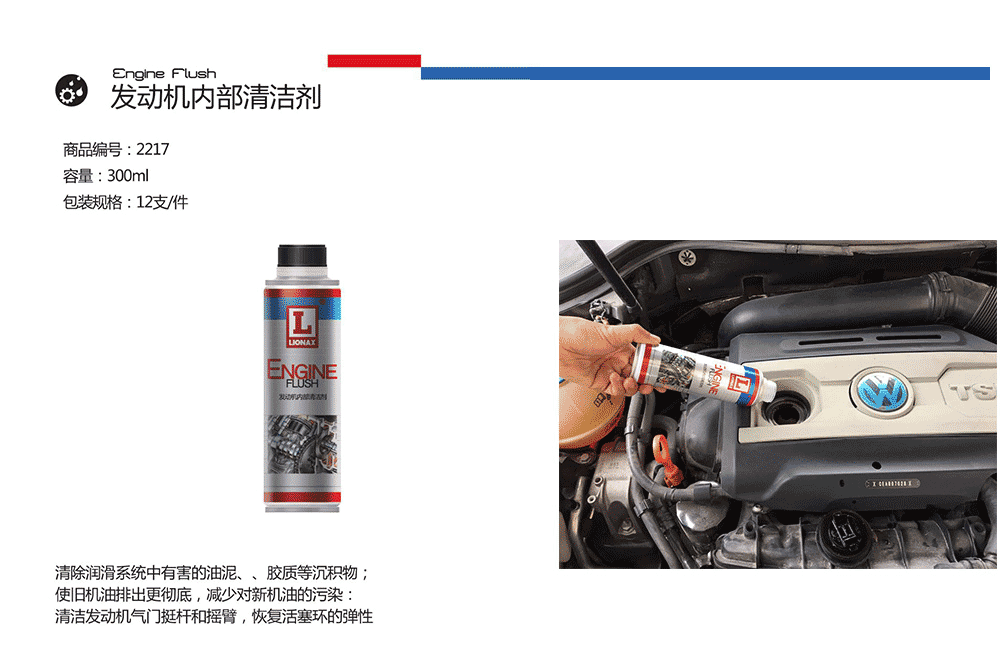 Engine Flush
发动机内部清洁剂
商品编号：2217
容量：300ml
包装规格：12支/件
L
LIONAX
ENGINE
FLUSH
发动机内部清洁剂
L
ENGINE
FLUSH
TS
清除润滑系统中有害的油泥、、胶质等沉积物；
使旧机油排出更彻底，减少对新机油的污染：
清洁发动机气门挺杆和摇臂，恢复活塞环的弹性